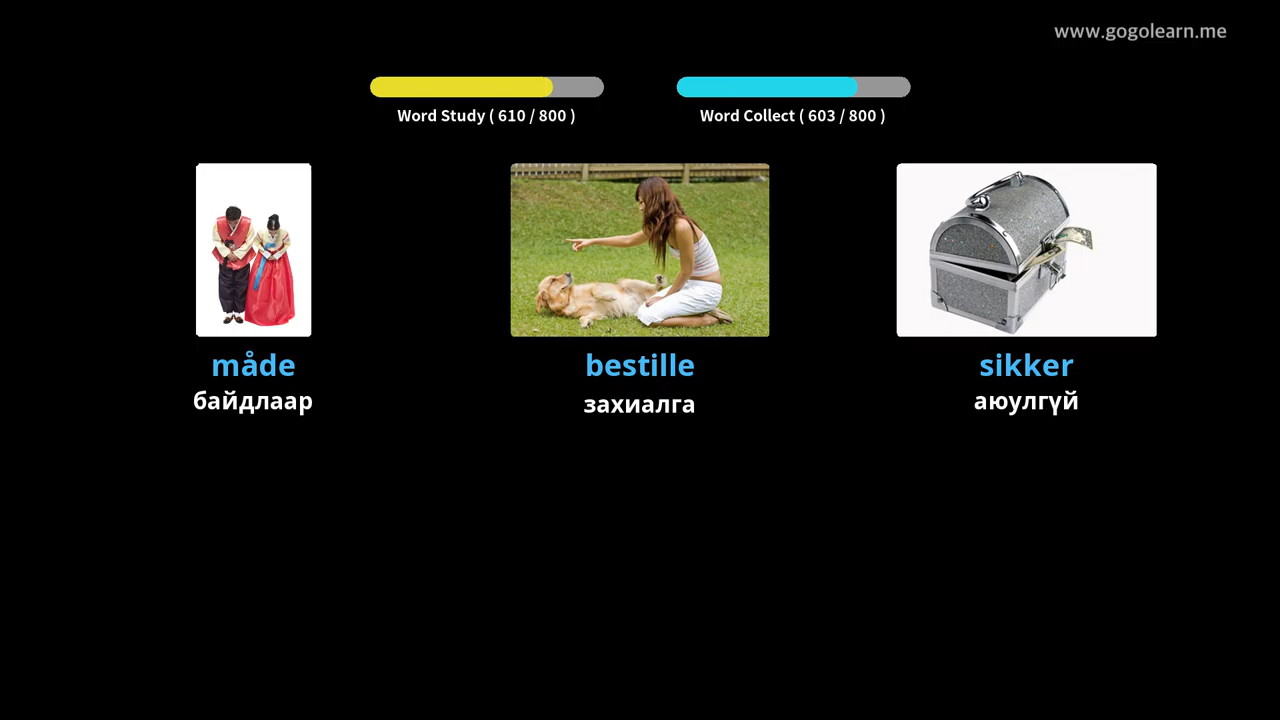 www.gogolearn.me
Word Study ( 610 / 800 )
Word Collect ( 603 / 800 )
måde
bestille
sikker
байдлаар
захиалга
аюулгүй